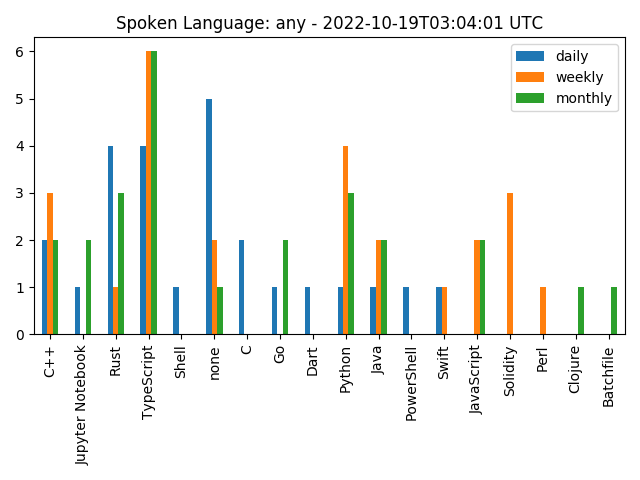 Spoken Language: any - 2022-10-19T03:04:01 UTC
daily
weekly
monthly
6
5
4
3
2
1
0
C++
Jupyter Notebook
Rust
TypeScript
Shell
none
C
Go
Dart
Python
Java
PowerShell
Swift
JavaScript
Solidity
Perl
Clojure
Batchfile